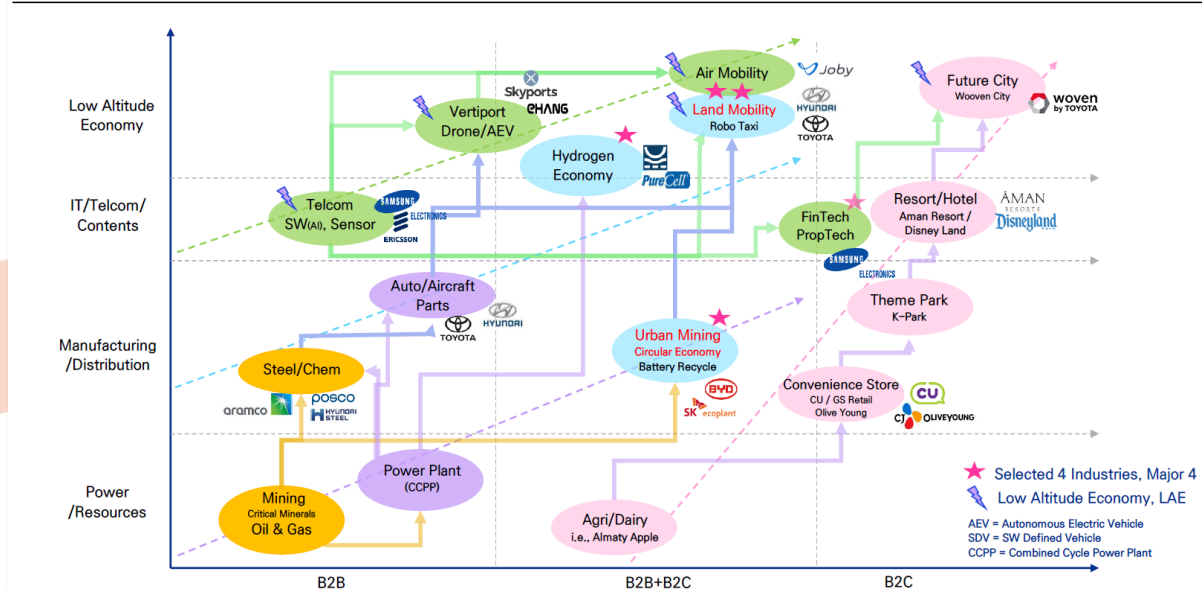 Low Altitude
Economy
IT/Telcom/
Contents
Manufacturing
/Distribution
Power
/Resources
Air Mobility
Joby
Land Mobility
Robo Taxi
HYUNDAI
TOYOTA
Future City
Wooven City
woven
by TOYOTA
Skyports
EHANG
Vertiport
Drone/AEV
Hydrogen
Economy
PureCell
Telcom
SW(AI), Sensor
SAMSUNG
ELECTRONICS
ERICSSON
FinTech
PropTech
SAMSUNG
ELECTRONICS
Resort/Hotel
Aman Resort /
Disney Land
ÁMAN
RESORTS
Disneyland
Auto/Aircraft
Parts
TOYOTA
HYUNDAI
Theme Park
K-Park
Steel/Chem
aramco
posco
HYUNDAI
STEEL
Urban Mining
Circular Economy
Battery Recycle
BYD
SK ecoplant
Convenience Store
CU / GS Retail
Olive Young
CU
CJ OLIVEYOUNG
Mining
Critical Minerals
Oil & Gas
Power Plant
(CCPP)
Agri/Dairy
i.e., Almaty Apple
Selected 4 Industries, Major 4
Low Altitude Economy, LAE
AEV = Autonomous Electric Vehicle
SDV = SW Defined Vehicle
CCPP = Combined Cycle Power Plant
B2B
B2B+B2C
B2C